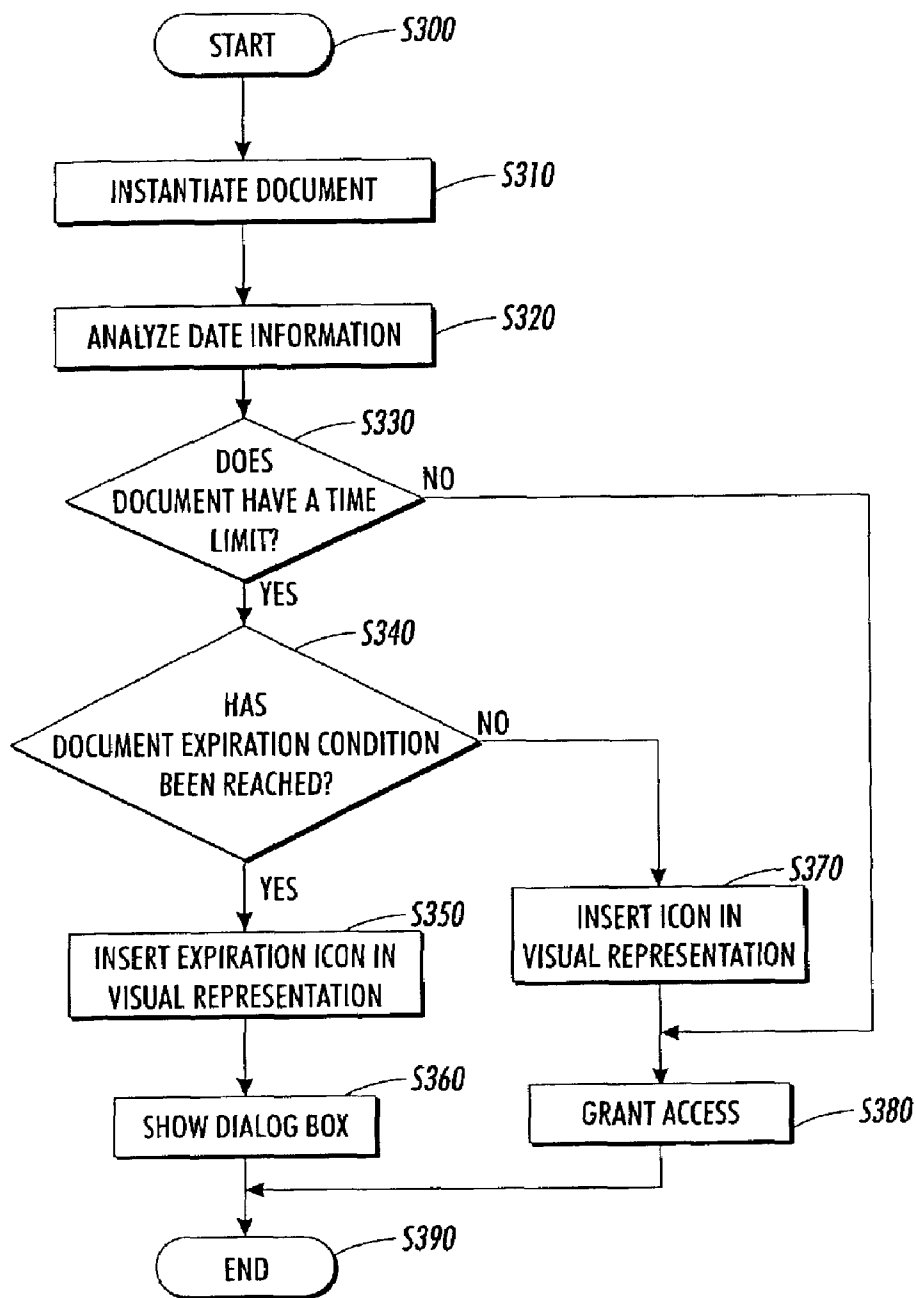 START
S300
INSTANTIATE DOCUMENT
S310
ANALYZE DATE INFORMATION
S320
S330
DOES
DOCUMENT HAVE A TIME
LIMIT?
NO
YES
S340
HAS
DOCUMENT EXPIRATION CONDITION
BEEN REACHED?
NO
YES
S350
INSERT EXPIRATION ICON IN
VISUAL REPRESENTATION
S370
INSERT ICON IN
VISUAL REPRESENTATION
S360
SHOW DIALOG BOX
GRANT ACCESS
S380
END
S390